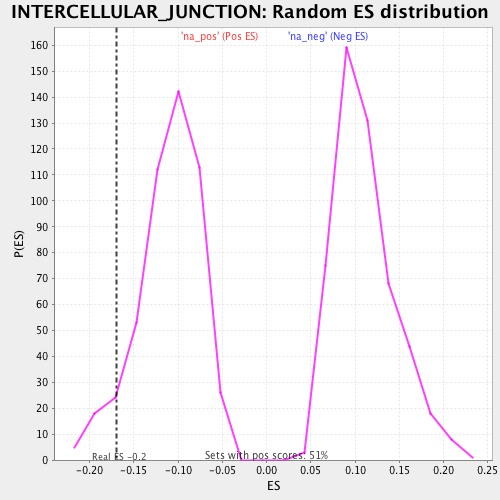 INTERCELLULAR_JUNCTION: Random ES distribution
'na_pos' (Pos ES) 'na_neg' (Neg ES)
160
150
140
130
120
110
100
90
80
70
60
50
40
30
20
10
0
P(ES)
Real ES -0.2
Sets with pos scores: 51%
-0.20 -0.15 -0.10 -0.05 0.00 0.05 0.10 0.15 0.20 0.25
ES